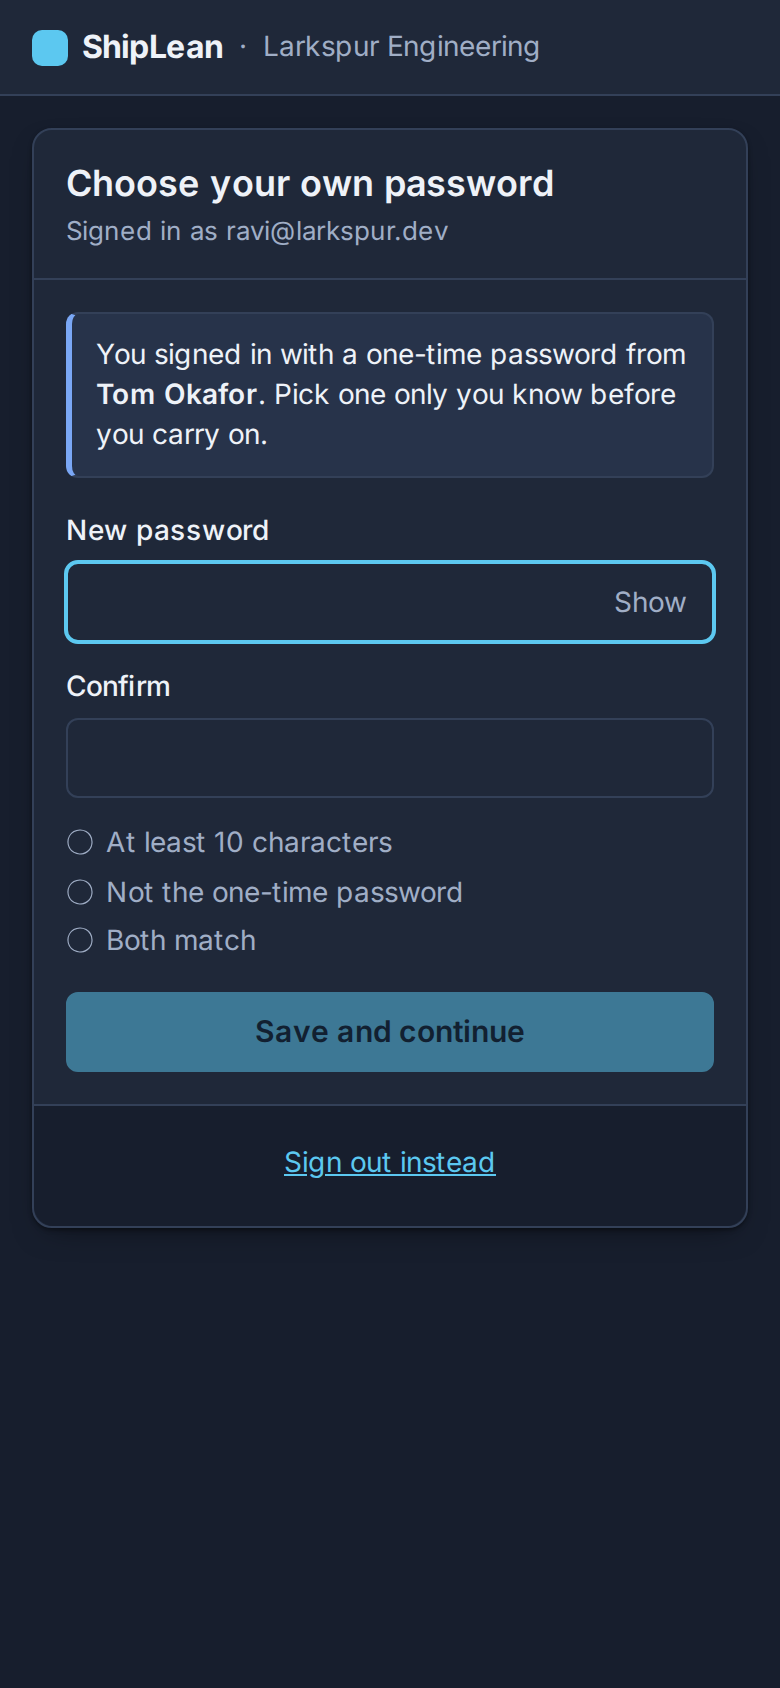 ShipLean · Larkspur Engineering
Choose your own password
Signed in as ravi@larkspur.dev
You signed in with a one-time password from
Tom Okafor. Pick one only you know before
you carry on.
New password
Show
Confirm
At least 10 characters
Not the one-time password
Both match
Save and continue
Sign out instead